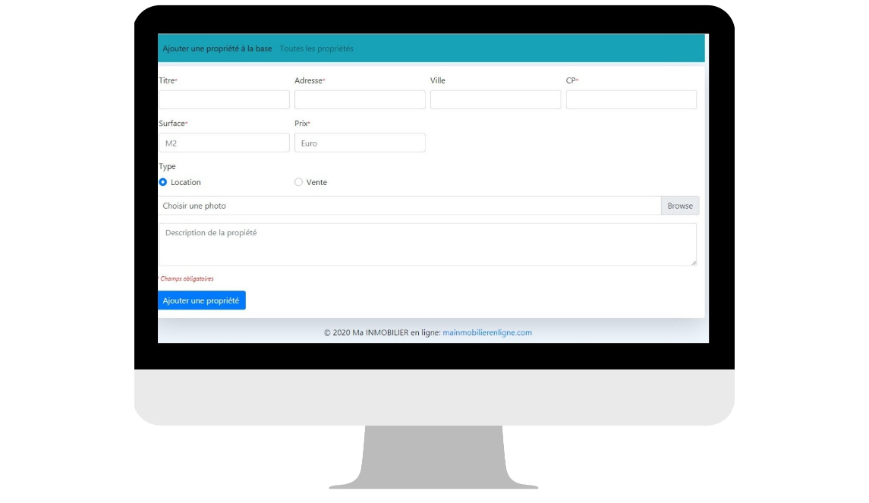 Ajouter une propriété à la base Toutes les propriétés
Titre* Adresse* Ville CP*
Surface* Prix*
M2 Euro
Type
Location Vente
Choisir une photo Browse
Description de la propiété
* Champs obligatoires
Ajouter une propriété
© 2020 Ma INMOBILIER en ligne: mainmobilierenligne.com